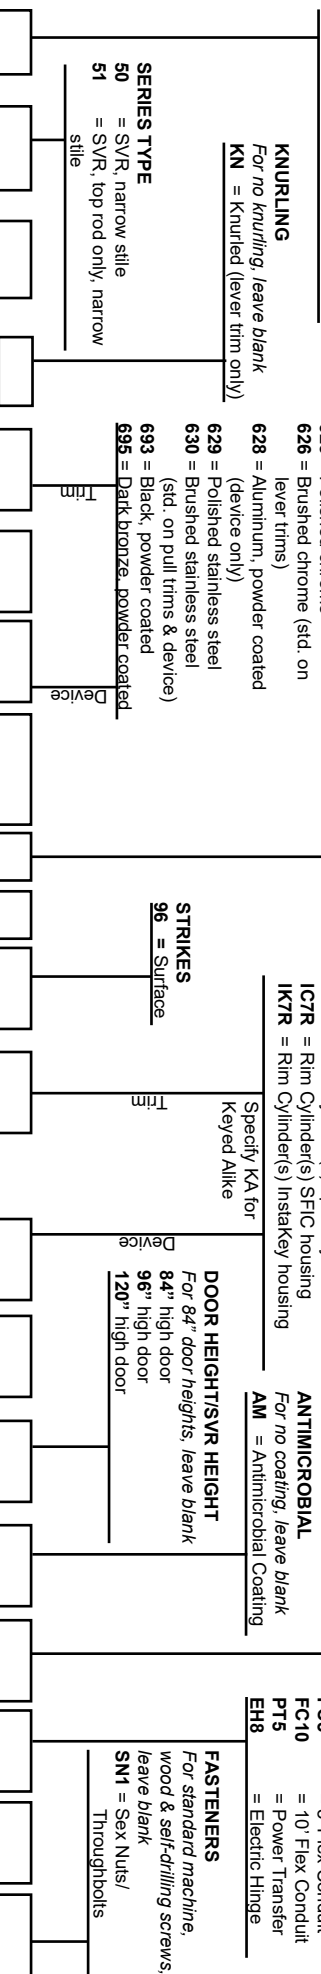 SERIES TYPE
50 = SVR, narrow stile
51 = SVR, top rod only, narrow
stile
KNURLING
For no knurling, leave blank
KN = Knurled (lever trim only)
626 = Brushed chrome (std. on
lever trims)
628 = Aluminum, powder coated
(device only)
629 = Polished stainless steel
630 = Brushed stainless steel
(std. on pull trims & device)
693 = Black, powder coated
695 = Dark bronze, powder coated
Trim
Device
STRIKES
96 = Surface
IC7R = Rim Cylinder(s) SFIC housing
IK7R = Rim Cylinder(s) InstaKey housing
Specify KA for
Keyed Alike
Trim
Device
DOOR HEIGHT/SVR HEIGHT
For 84” door heights, leave blank
84” high door
96” high door
120” high door
ANTIMICROBIAL
For no coating, leave blank
AM = Antimicrobial Coating
FC10 = 10’ Flex Conduit
PT5 = Power Transfer
EH8 = Electric Hinge
FASTENERS
For standard machine,
wood & self-drilling screws,
leave blank
SN1 = Sex Nuts/
Throughbolts